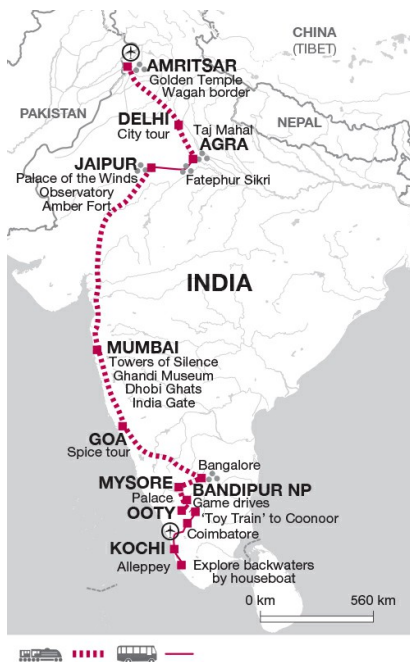 CHINA
(TIBET)
AMRITSAR
Golden Temple
Wagah border
PAKISTAN
DELHI
City tour
NEPAL
Taj Mahal
AGRA
JAIPUR
Palace of the Winds
Observatory
Amber Fort
Fatephur Sikri
INDIA
MUMBAI
Towers of Silence
Ghandi Museum
Dhobi Ghats
India Gate
GOA
Spice tour
Bangalore
MYSORE
Palace
BANDIPUR NP
Game drives
OOTY
‘Toy Train’ to Coonoor
Coimbatore
KOCHI
Alleppey
Explore backwaters
by houseboat
0 km
560 km